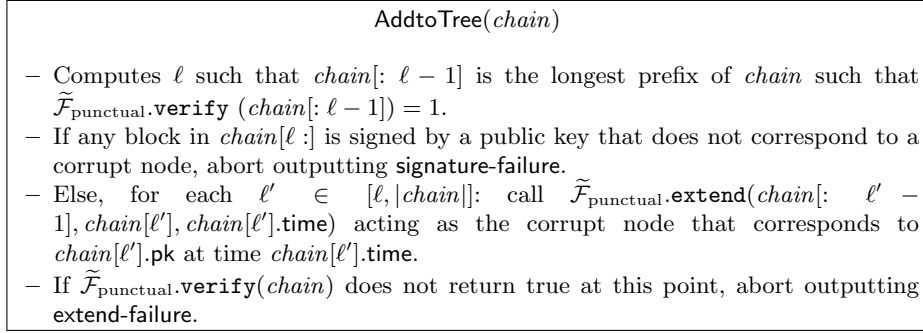 AddtoTree(chain)
– Computes ℓ such that chain[: ℓ − 1] is the longest prefix of chain such that
F̃punctual.verify (chain[: ℓ − 1]) = 1.
– If any block in chain[ℓ :] is signed by a public key that does not correspond to a
corrupt node, abort outputting signature-failure.
– Else, for each ℓ′ ∈ [ℓ, |chain|]: call F̃punctual.extend(chain[: ℓ′ −
1], chain[ℓ′], chain[ℓ′].time) acting as the corrupt node that corresponds to
chain[ℓ′].pk at time chain[ℓ′].time.
– If F̃punctual.verify(chain) does not return true at this point, abort outputting
extend-failure.